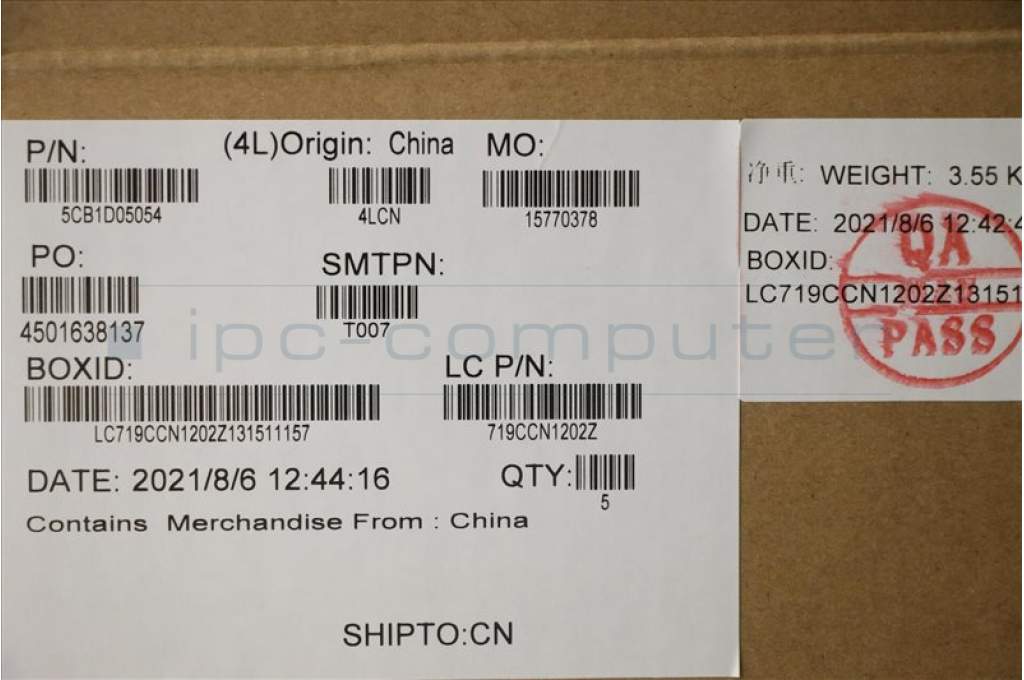 P/N:
5CB1D05054
(4L)Origin: China
4LCN
MO:
15770378
PO:
4501638137
SMTPN:
T007
BOXID:
LC719CCN1202Z131511157
LC P/N:
719CCN1202Z
DATE: 2021/8/6 12:44:16
QTY:
5
Contains Merchandise From : China
SHIPTO:CN
净重: WEIGHT: 3.55 K
DATE: 2021/8/6 12:42:4
BOXID:
LC719CCN1202Z13151
QA
PASS
ipc-computer